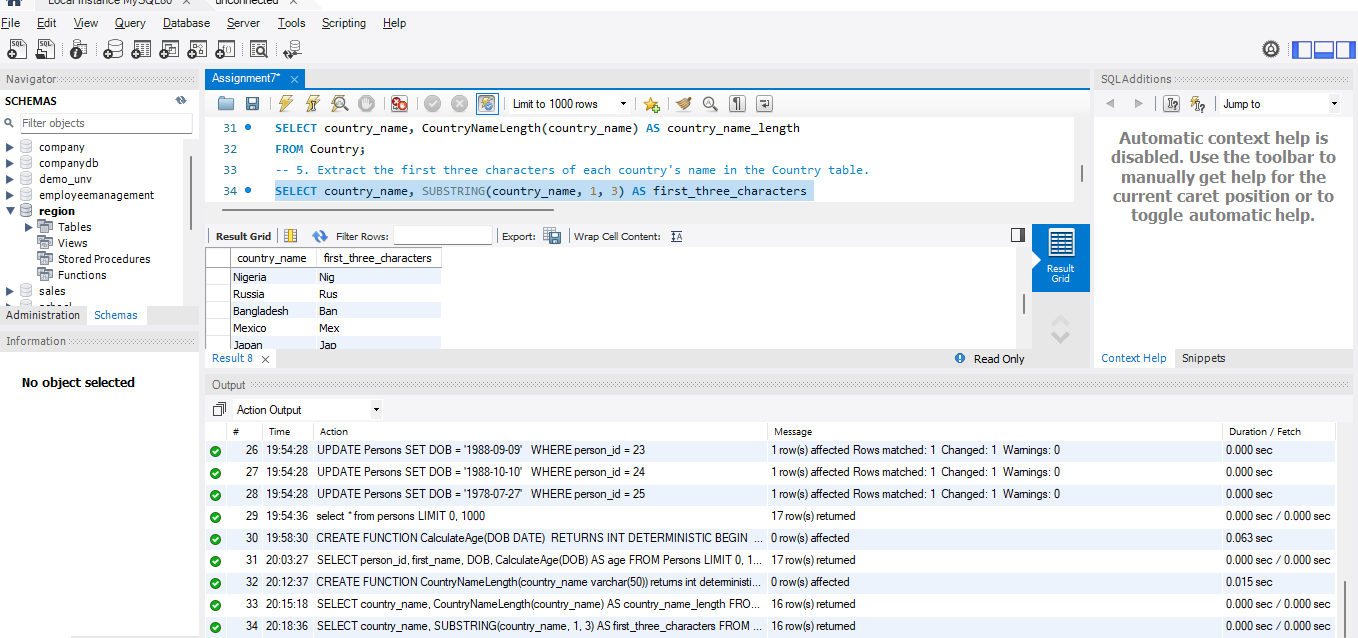 Local instance MySQL80 × unconnected ×
File Edit View Query Database Server Tools Scripting Help
Navigator
SCHEMAS
Filter objects
company
companydb
demo_unv
employeemanagement
region
Tables
Views
Stored Procedures
Functions
sales
Administration Schemas
Information
No object selected
Assignment7* ×
Limit to 1000 rows
31 SELECT country_name, CountryNameLength(country_name) AS country_name_length
32 FROM Country;
33 -- 5. Extract the first three characters of each country's name in the Country table.
34 SELECT country_name, SUBSTRING(country_name, 1, 3) AS first_three_characters
Result Grid Filter Rows: Export: Wrap Cell Content:
country_name first_three_characters
Nigeria Nig
Russia Rus
Bangladesh Ban
Mexico Mex
Japan Jap
Result Grid
Result 8 × Read Only
SQLAdditions
Jump to
Automatic context help is
disabled. Use the toolbar to
manually get help for the
current caret position or to
toggle automatic help.
Context Help Snippets
Output
Action Output
# Time Action Message Duration / Fetch
26 19:54:28 UPDATE Persons SET DOB = '1988-09-09' WHERE person_id = 23 1 row(s) affected Rows matched: 1 Changed: 1 Warnings: 0 0.000 sec
27 19:54:28 UPDATE Persons SET DOB = '1988-10-10' WHERE person_id = 24 1 row(s) affected Rows matched: 1 Changed: 1 Warnings: 0 0.000 sec
28 19:54:28 UPDATE Persons SET DOB = '1978-07-27' WHERE person_id = 25 1 row(s) affected Rows matched: 1 Changed: 1 Warnings: 0 0.000 sec
29 19:54:36 select * from persons LIMIT 0, 1000 17 row(s) returned 0.000 sec / 0.000 sec
30 19:58:30 CREATE FUNCTION CalculateAge(DOB DATE) RETURNS INT DETERMINISTIC BEGIN ... 0 row(s) affected 0.063 sec
31 20:03:27 SELECT person_id, first_name, DOB, CalculateAge(DOB) AS age FROM Persons LIMIT 0, 1... 17 row(s) returned 0.000 sec / 0.000 sec
32 20:12:37 CREATE FUNCTION CountryNameLength(country_name varchar(50)) returns int deterministi... 0 row(s) affected 0.015 sec
33 20:15:18 SELECT country_name, CountryNameLength(country_name) AS country_name_length FRO... 16 row(s) returned 0.000 sec / 0.000 sec
34 20:18:36 SELECT country_name, SUBSTRING(country_name, 1, 3) AS first_three_characters FROM ... 16 row(s) returned 0.000 sec / 0.000 sec